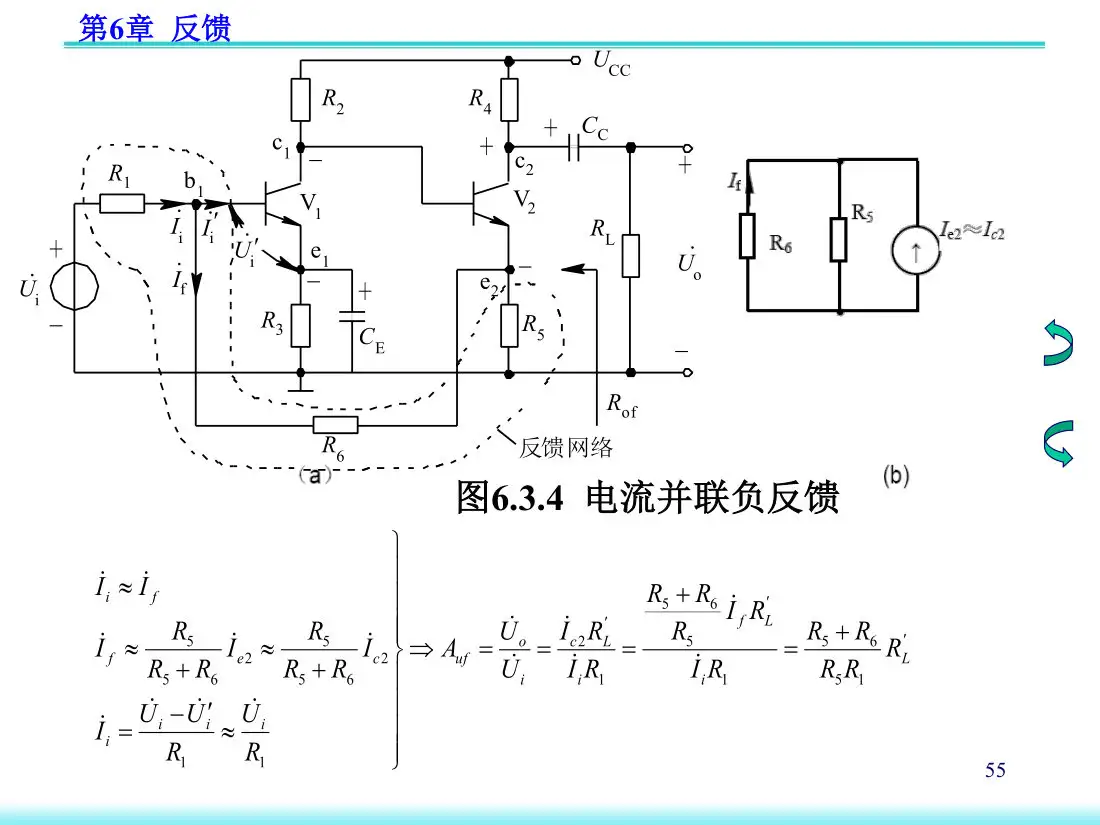 第6章 反馈
U_CC
R_2 R_4
+ C_C
c_1 − + c_2 +
R_1 b_1 V_1 V_2
İ_i İ_i′ U̇_i′ e_1 R_L
+ İ_f − + e_2 − U̇_o
U̇_i R_3 C_E R_5
− −
R_of
R_6 反馈网络
(a)
I_f R_6 R_5 I_e2≈I_c2
(b)
图6.3.4 电流并联负反馈
İ_i ≈ İ_f
İ_f ≈ R_5/(R_5 + R_6) İ_e2 ≈ R_5/(R_5 + R_6) İ_c2 ⇒ A_uf = U̇_o/U̇_i = İ_c2 R_L′/(İ_i R_1) = ((R_5 + R_6)/R_5 İ_f R_L′)/(İ_i R_1) = (R_5 + R_6)/(R_5 R_1) R_L′
İ_i = (U̇_i − U̇_i′)/R_1 ≈ U̇_i/R_1
55